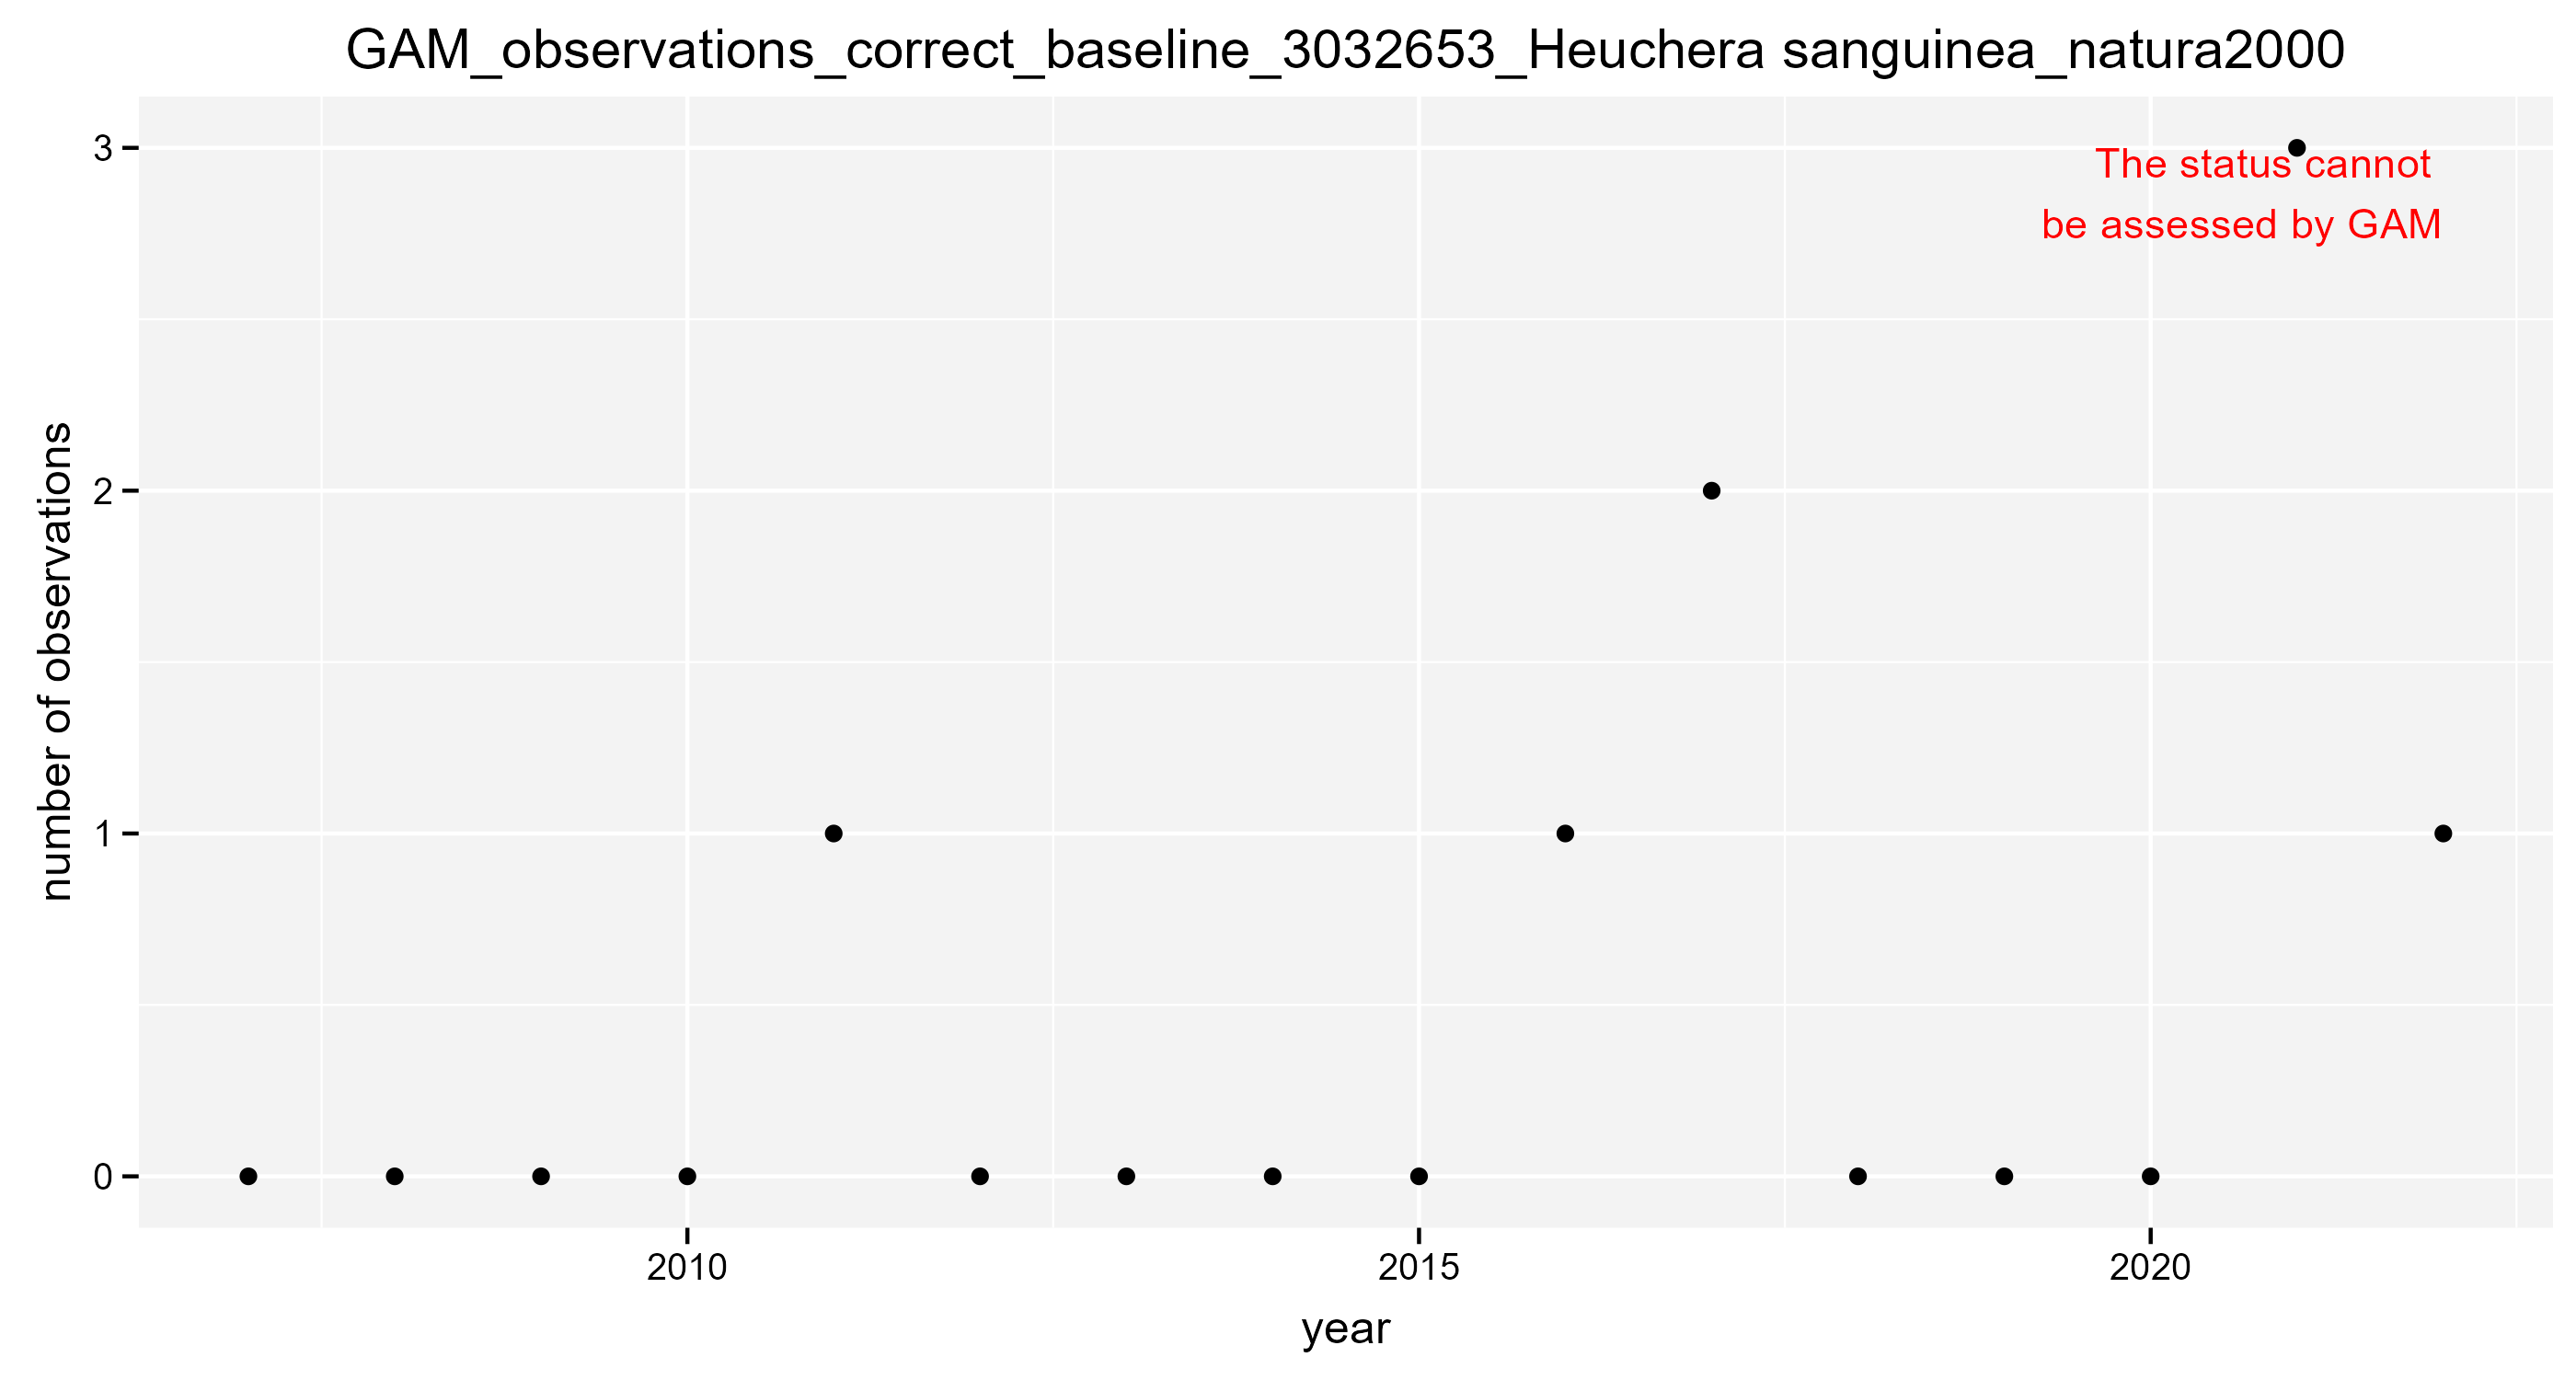 GAM_observations_correct_baseline_3032653_Heuchera sanguinea_natura2000
3
The status cannot
be assessed by GAM
2
1
0
number of observations
2010
2015
2020
year